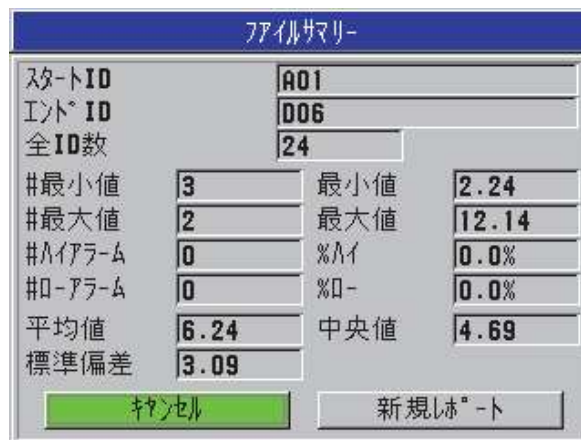 ﾌｧｲﾙｻﾏﾘｰ
ｽﾀｰﾄID A01
ｴﾝﾄﾞID D06
全ID数 24
#最小値 3 最小値 2.24
#最大値 2 最大値 12.14
#ﾊｲｱﾗｰﾑ 0 %ﾊｲ 0.0%
#ﾛｰｱﾗｰﾑ 0 %ﾛｰ 0.0%
平均値 6.24 中央値 4.69
標準偏差 3.09
ｷｬﾝｾﾙ 新規ﾚﾎﾟｰﾄ